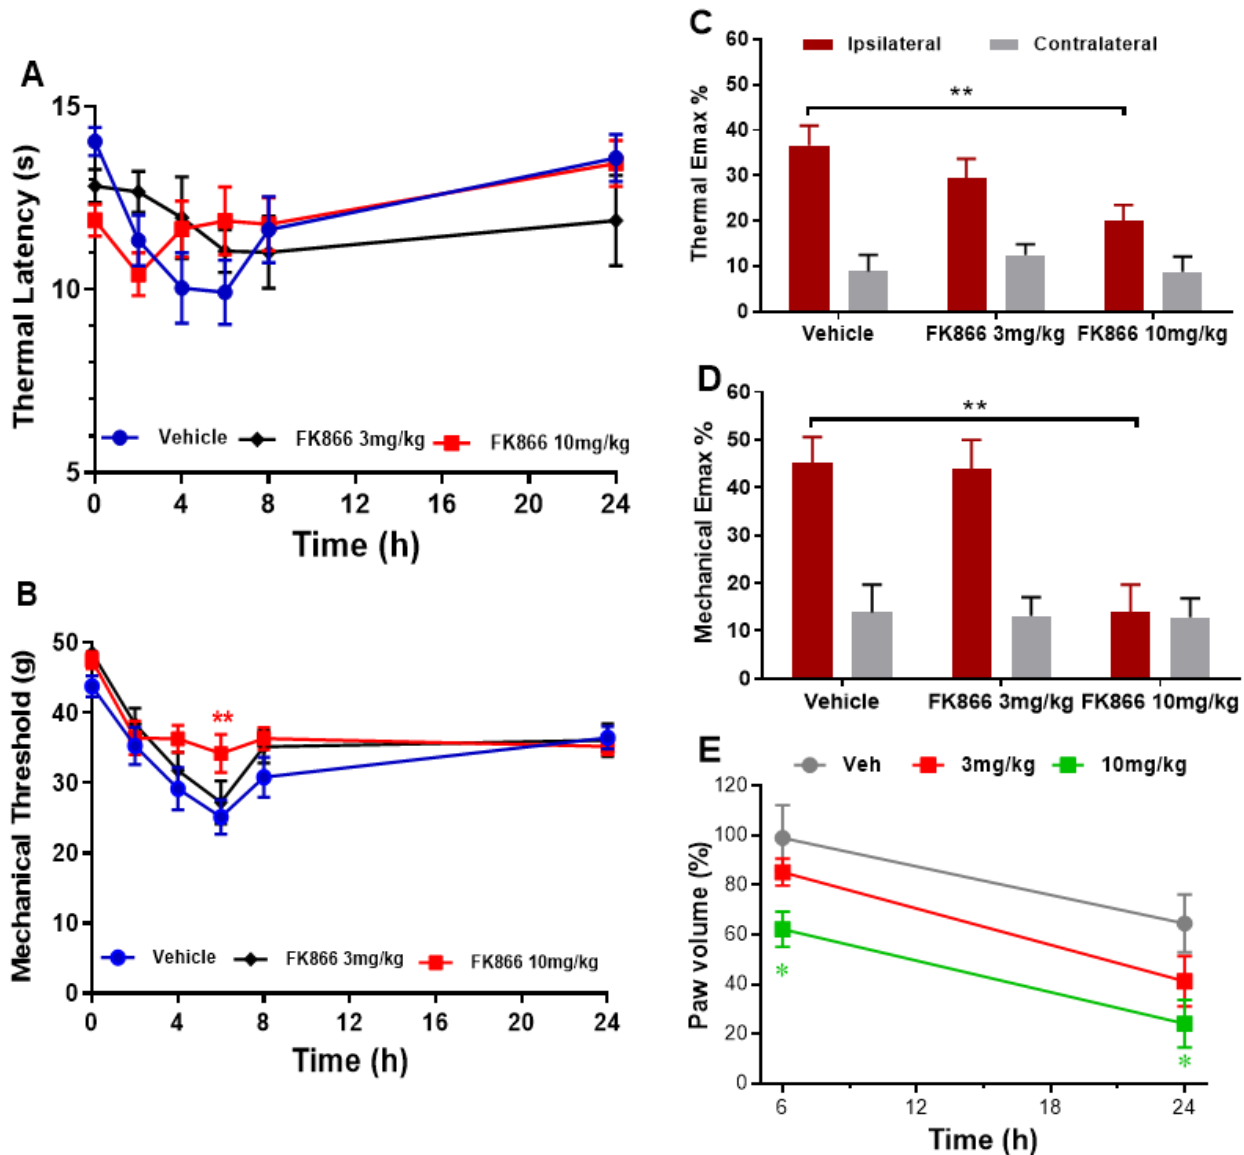 A
Thermal Latency (s)
15
10
5
Vehicle FK866 3mg/kg FK866 10mg/kg
0 4 8 12 16 20 24
Time (h)
B
Mechanical Threshold (g)
50
40
30
20
10
0
**
Vehicle FK866 3mg/kg FK866 10mg/kg
0 4 8 12 16 20 24
Time (h)
C
Thermal Emax %
60
50
40
30
20
10
0
Ipsilateral Contralateral
**
Vehicle FK866 3mg/kg FK866 10mg/kg
D
Mechanical Emax %
60
50
40
30
20
10
0
**
Vehicle FK866 3mg/kg FK866 10mg/kg
E
Veh 3mg/kg 10mg/kg
Paw volume (%)
120
100
80
60
40
20
0
*
*
6 12 18 24
Time (h)